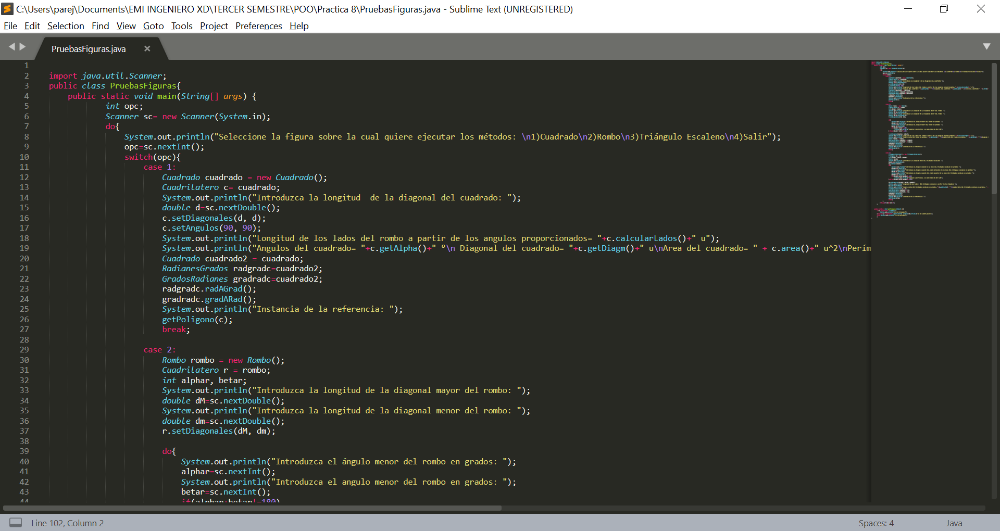 C:\Users\parej\Documents\EMI INGENIERO XD\TERCER SEMESTRE\POO\Practica 8\PruebasFiguras.java - Sublime Text (UNREGISTERED)
File Edit Selection Find View Goto Tools Project Preferences Help
PruebasFiguras.java
1
2 import java.util.Scanner;
3 public class PruebasFiguras{
4 public static void main(String[] args) {
5 int opc;
6 Scanner sc= new Scanner(System.in);
7 do{
8 System.out.println("Seleccione la figura sobre la cual quiere ejecutar los métodos: \n1)Cuadrado\n2)Rombo\n3)Triángulo Escaleno\n4)Salir");
9 opc=sc.nextInt();
10 switch(opc){
11 case 1:
12 Cuadrado cuadrado = new Cuadrado();
13 Cuadrilatero c= cuadrado;
14 System.out.println("Introduzca la longitud  de la diagonal del cuadrado: ");
15 double d=sc.nextDouble();
16 c.setDiagonales(d, d);
17 c.setAngulos(90, 90);
18 System.out.println("Longitud de los lados del rombo a partir de los angulos proporcionados= "+c.calcularLados()+" u");
19 System.out.println("Angulos del cuadrado= "+c.getAlpha()+" º\n Diagonal del cuadrado= "+c.getDiagm()+" u\nArea del cuadrado= " + c.area()+" u^2\nPerím
20 Cuadrado cuadrado2 = cuadrado;
21 RadianesGrados radgradc=cuadrado2;
22 GradosRadianes gradradc=cuadrado2;
23 radgradc.radAGrad();
24 gradradc.gradARad();
25 System.out.println("Instancia de la referencia: ");
26 getPoligono(c);
27 break;
28
29 case 2:
30 Rombo rombo = new Rombo();
31 Cuadrilatero r = rombo;
32 int alphar, betar;
33 System.out.println("Introduzca la longitud de la diagonal mayor del rombo: ");
34 double dM=sc.nextDouble();
35 System.out.println("Introduzca la longitud de la diagonal menor del rombo: ");
36 double dm=sc.nextDouble();
37 r.setDiagonales(dM, dm);
38
39 do{
40 System.out.println("Introduzca el ángulo menor del rombo en grados: ");
41 alphar=sc.nextInt();
42 System.out.println("Introduzca el angulo menor del rombo en grados: ");
43 betar=sc.nextInt();
44 if(alphar+betar!=180)
Line 102, Column 2
Spaces: 4 Java